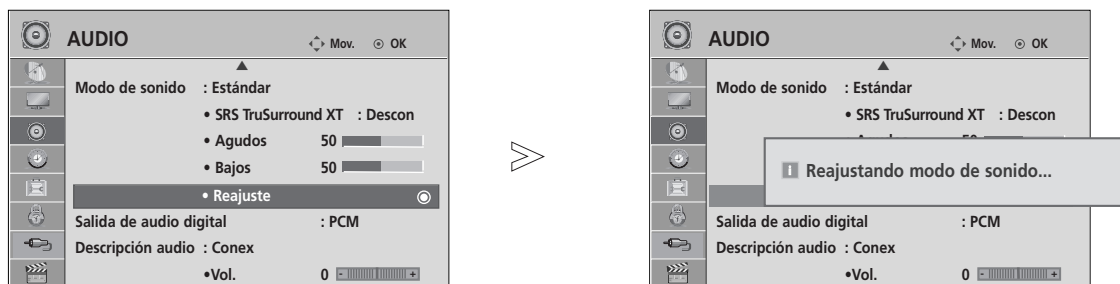 AUDIO
Mov. OK
Modo de sonido : Estándar
• SRS TruSurround XT : Descon
• Agudos 50
• Bajos 50
• Reajuste
Salida de audio digital : PCM
Descripción audio : Conex
•Vol. 0 - +
>
AUDIO
Mov. OK
Modo de sonido : Estándar
• SRS TruSurround XT : Descon
i Reajustando modo de sonido...
Salida de audio digital : PCM
Descripción audio : Conex
•Vol. 0 - +